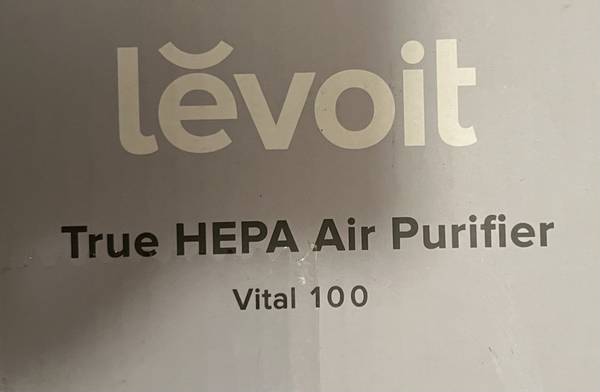 lĕvoit
True HEPA Air Purifier
Vital 100